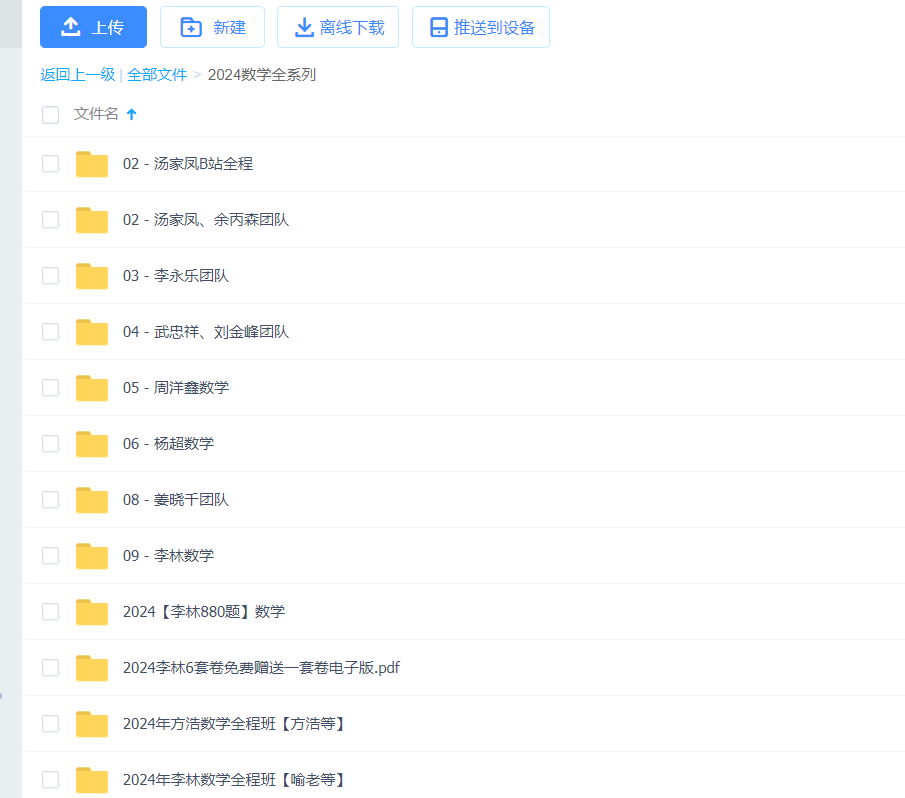 上传 新建 离线下载 推送到设备
返回上一级 | 全部文件 > 2024数学全系列
文件名
02 - 汤家凤B站全程
02 - 汤家凤、余丙森团队
03 - 李永乐团队
04 - 武忠祥、刘金峰团队
05 - 周洋鑫数学
06 - 杨超数学
08 - 姜晓千团队
09 - 李林数学
2024【李林880题】数学
2024李林6套卷免费赠送一套卷电子版.pdf
2024年方浩数学全程班【方浩等】
2024年李林数学全程班【喻老等】